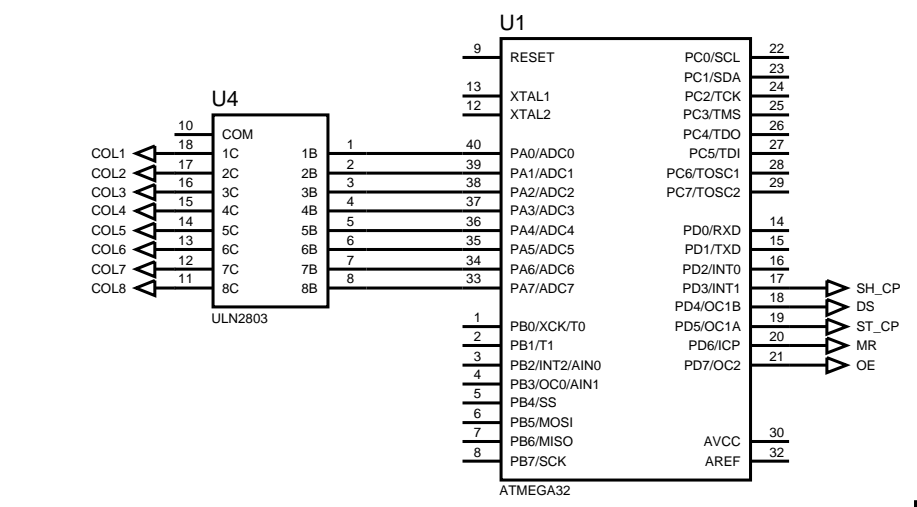 U1
9 RESET PC0/SCL 22
PC1/SDA 23
13 XTAL1 PC2/TCK 24
12 XTAL2 PC3/TMS 25
U4
10 COM PC4/TDO 26
COL1 18 1C 1B 1 40 PA0/ADC0 PC5/TDI 27
COL2 17 2C 2B 2 39 PA1/ADC1 PC6/TOSC1 28
COL3 16 3C 3B 3 38 PA2/ADC2 PC7/TOSC2 29
COL4 15 4C 4B 4 37 PA3/ADC3
COL5 14 5C 5B 5 36 PA4/ADC4 PD0/RXD 14
COL6 13 6C 6B 6 35 PA5/ADC5 PD1/TXD 15
COL7 12 7C 7B 7 34 PA6/ADC6 PD2/INT0 16
COL8 11 8C 8B 8 33 PA7/ADC7 PD3/INT1 17 SH_CP
PD4/OC1B 18 DS
ULN2803
1 PB0/XCK/T0 PD5/OC1A 19 ST_CP
2 PB1/T1 PD6/ICP 20 MR
3 PB2/INT2/AIN0 PD7/OC2 21 OE
4 PB3/OC0/AIN1
5 PB4/SS
6 PB5/MOSI
7 PB6/MISO AVCC 30
8 PB7/SCK AREF 32
ATMEGA32